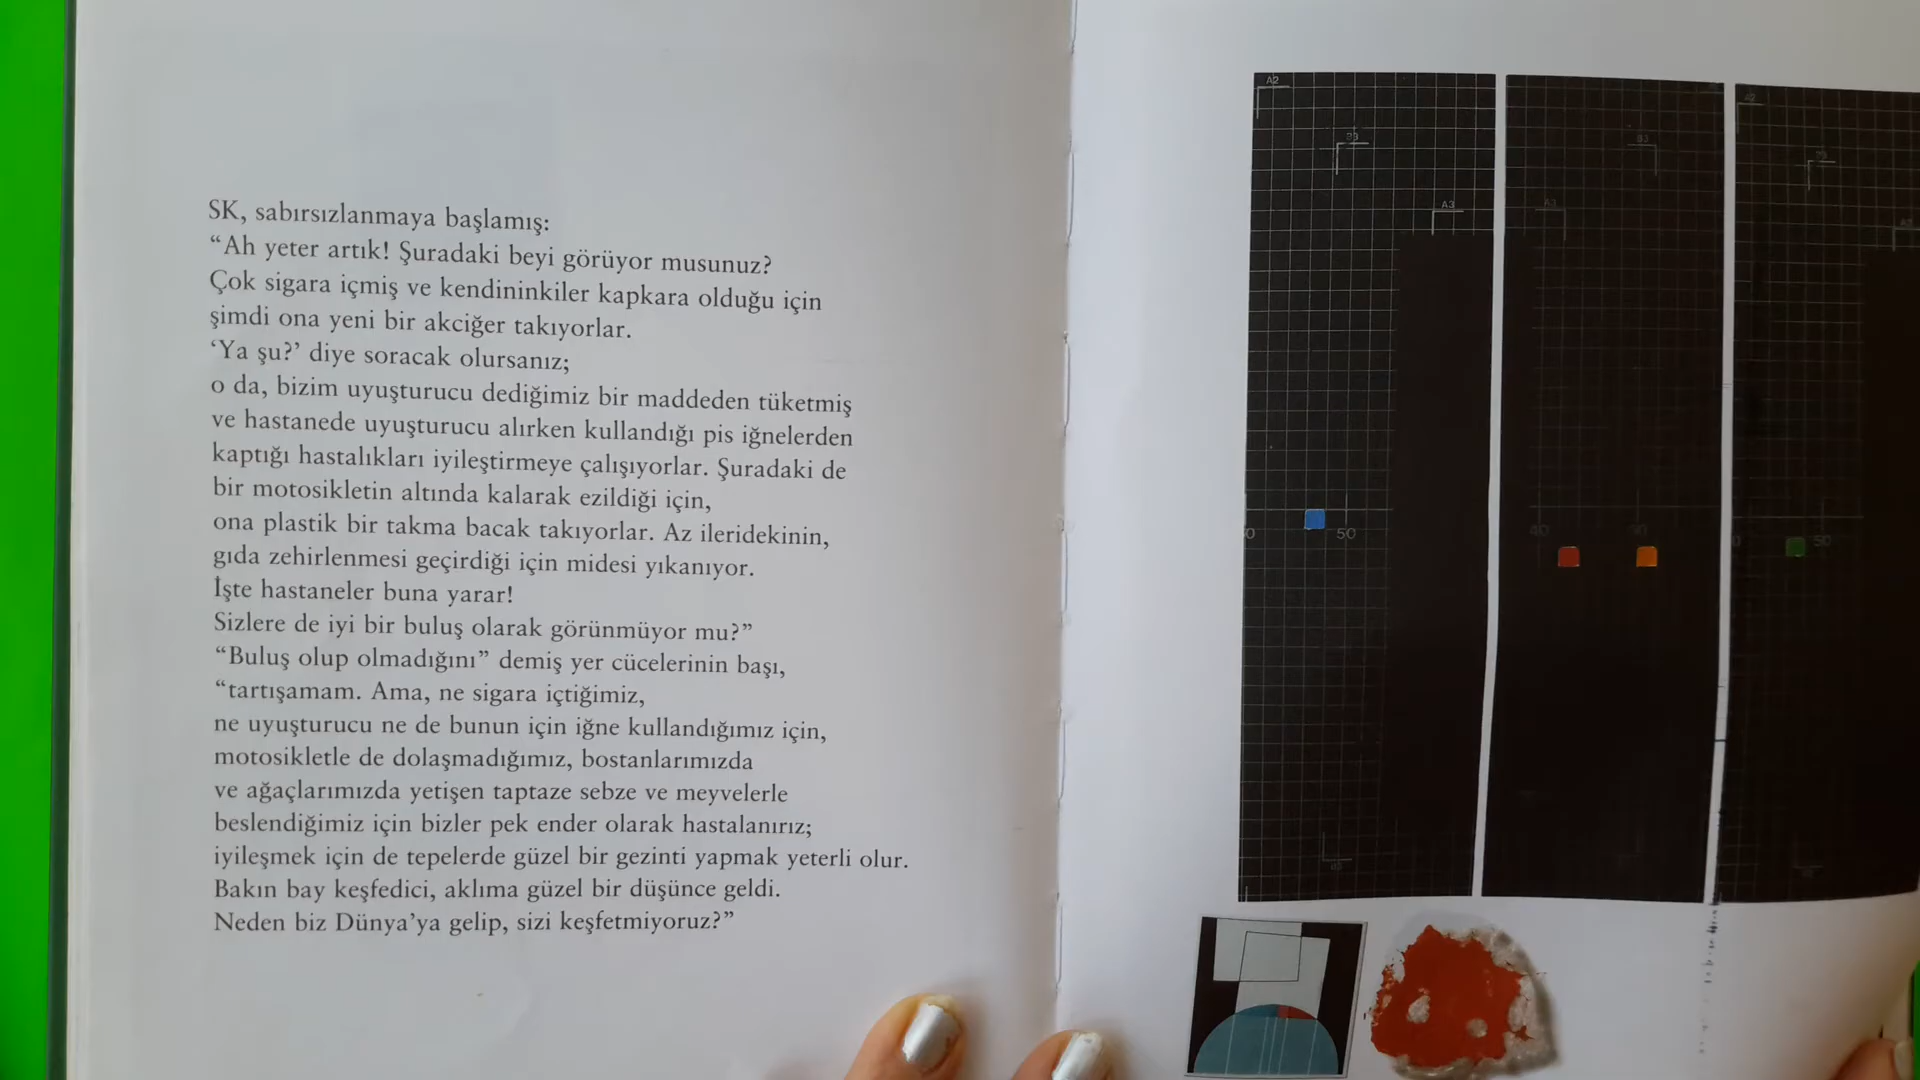 SK, sabırsızlanmaya başlamış:
“Ah yeter artık! Şuradaki beyi görüyor musunuz?
Çok sigara içmiş ve kendininkiler kapkara olduğu için
şimdi ona yeni bir akciğer takıyorlar.
‘Ya şu?’ diye soracak olursanız;
o da, bizim uyuşturucu dediğimiz bir maddeden tüketmiş
ve hastanede uyuşturucu alırken kullandığı pis iğnelerden
kaptığı hastalıkları iyileştirmeye çalışıyorlar. Şuradaki de
bir motosikletin altında kalarak ezildiği için,
ona plastik bir takma bacak takıyorlar. Az ileridekinin,
gıda zehirlenmesi geçirdiği için midesi yıkanıyor.
İşte hastaneler buna yarar!
Sizlere de iyi bir buluş olarak görünmüyor mu?”
“Buluş olup olmadığını” demiş yer cücelerinin başı,
“tartışamam. Ama, ne sigara içtiğimiz,
ne uyuşturucu ne de bunun için iğne kullandığımız için,
motosikletle de dolaşmadığımız, bostanlarımızda
ve ağaçlarımızda yetişen taptaze sebze ve meyvelerle
beslendiğimiz için bizler pek ender olarak hastalanırız;
iyileşmek için de tepelerde güzel bir gezinti yapmak yeterli olur.
Bakın bay keşfedici, aklıma güzel bir düşünce geldi.
Neden biz Dünya’ya gelip, sizi keşfetmiyoruz?”
A2
B3
A3
0
50
B3
A3
50